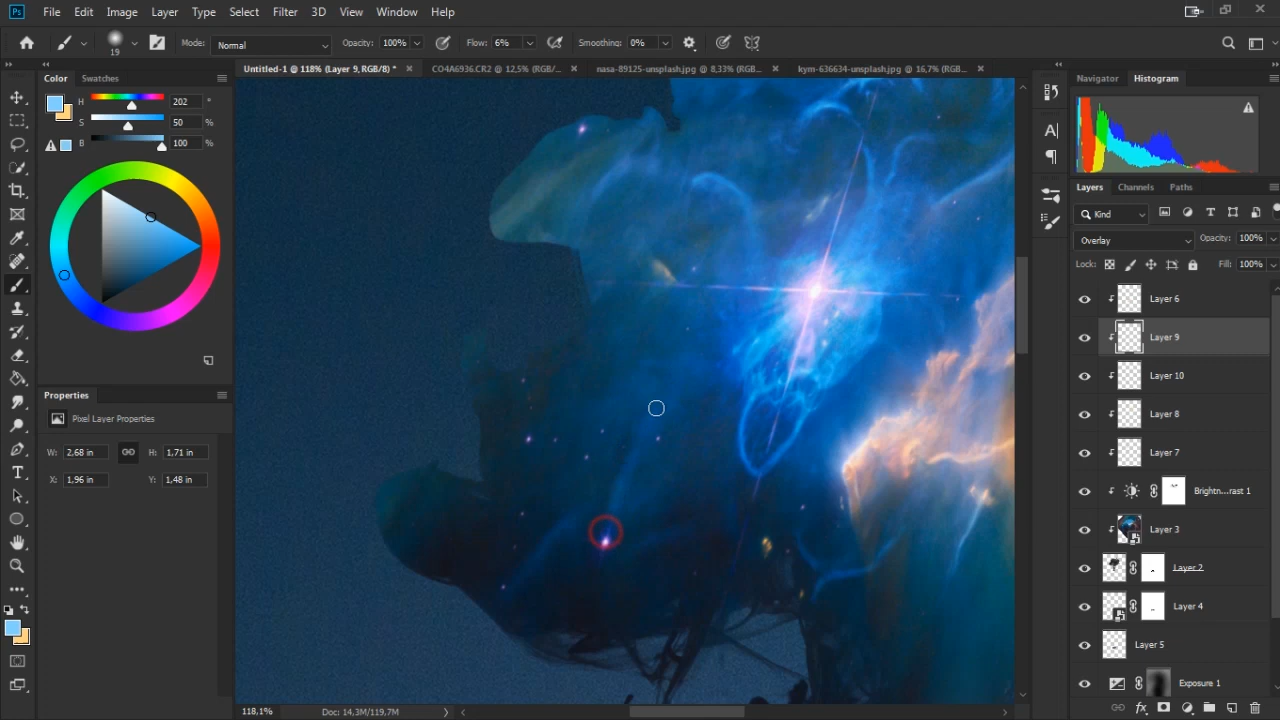 Ps File Edit Image Layer Type Select Filter 3D View Window Help
19 Mode: Normal Opacity: 100% Flow: 6% Smoothing: 0%
Untitled-1 @ 118% (Layer 9, RGB/8) * CO4A6936.CR2 @ 12,5% (RGB/... nasa-89125-unsplash.jpg @ 8,33% (RGB... kym-636634-unsplash.jpg @ 16,7% (RGB...
Color Swatches
H 202 °
S 50 %
B 100 %
Properties
Pixel Layer Properties
W: 2,68 in H: 1,71 in
X: 1,96 in Y: 1,48 in
Navigator Histogram
Layers Channels Paths
Kind
Overlay Opacity: 100%
Lock: Fill: 100%
Layer 6
Layer 9
Layer 10
Layer 8
Layer 7
Brightn...rast 1
Layer 3
Layer 2
Layer 4
Layer 5
Exposure 1
118,1% Doc: 14,3M/119,7M